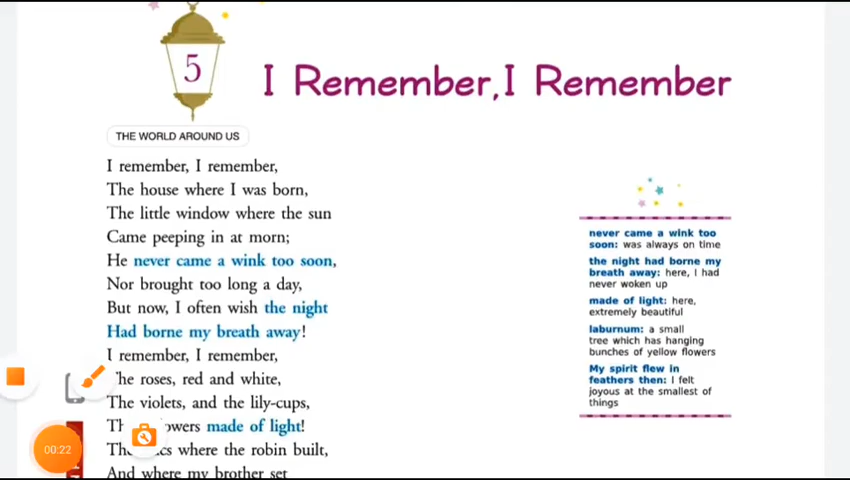 5
I Remember, I Remember
THE WORLD AROUND US
I remember, I remember,
The house where I was born,
The little window where the sun
Came peeping in at morn;
He never came a wink too soon,
Nor brought too long a day,
But now, I often wish the night
Had borne my breath away!
I remember, I remember,
The roses, red and white,
The violets, and the lily-cups,
made of light!
where the robin built,
And where my brother set
never came a wink too
soon: was always on time
the night had borne my
breath away: here, I had
never woken up
made of light: here,
extremely beautiful
laburnum: a small
tree which has hanging
bunches of yellow flowers
My spirit flew in
feathers then: I felt
joyous at the smallest of
things
00:22